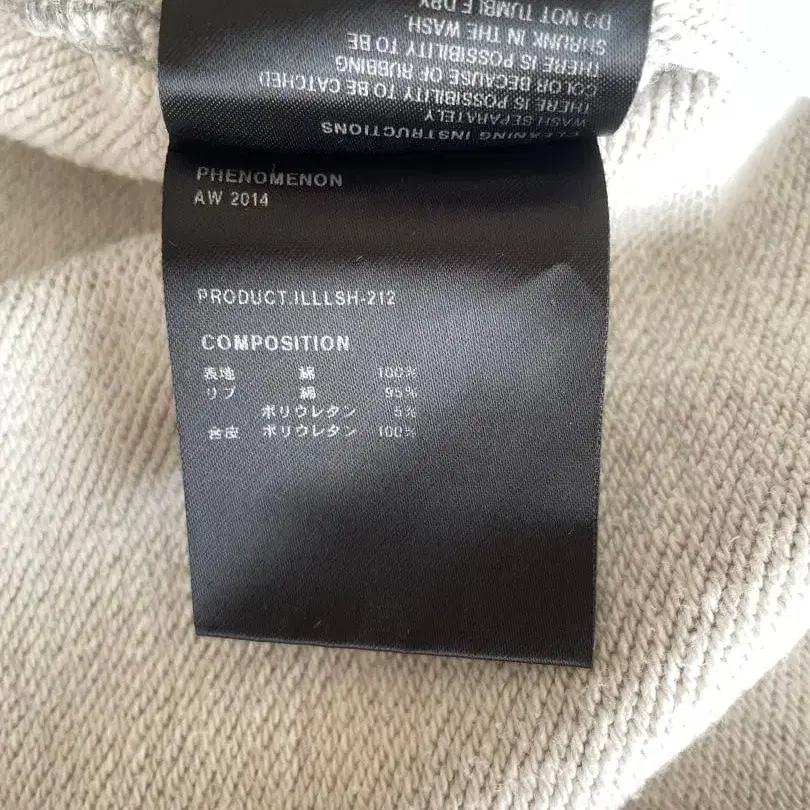 DO NOT TUMBLE DRY.
SHRUNK IN THE WASH.
THERE IS POSSIBILITY TO BE
COLOR BECAUSE OF RUBBING
THERE IS POSSIBILITY TO BE CATCHED
WASH SEPARATELY
CLEANING INSTRUCTIONS
PHENOMENON
AW 2014
PRODUCT.ILLLSH-212
COMPOSITION
表地 綿 100%
リブ 綿 95%
ポリウレタン 5%
合皮 ポリウレタン 100%